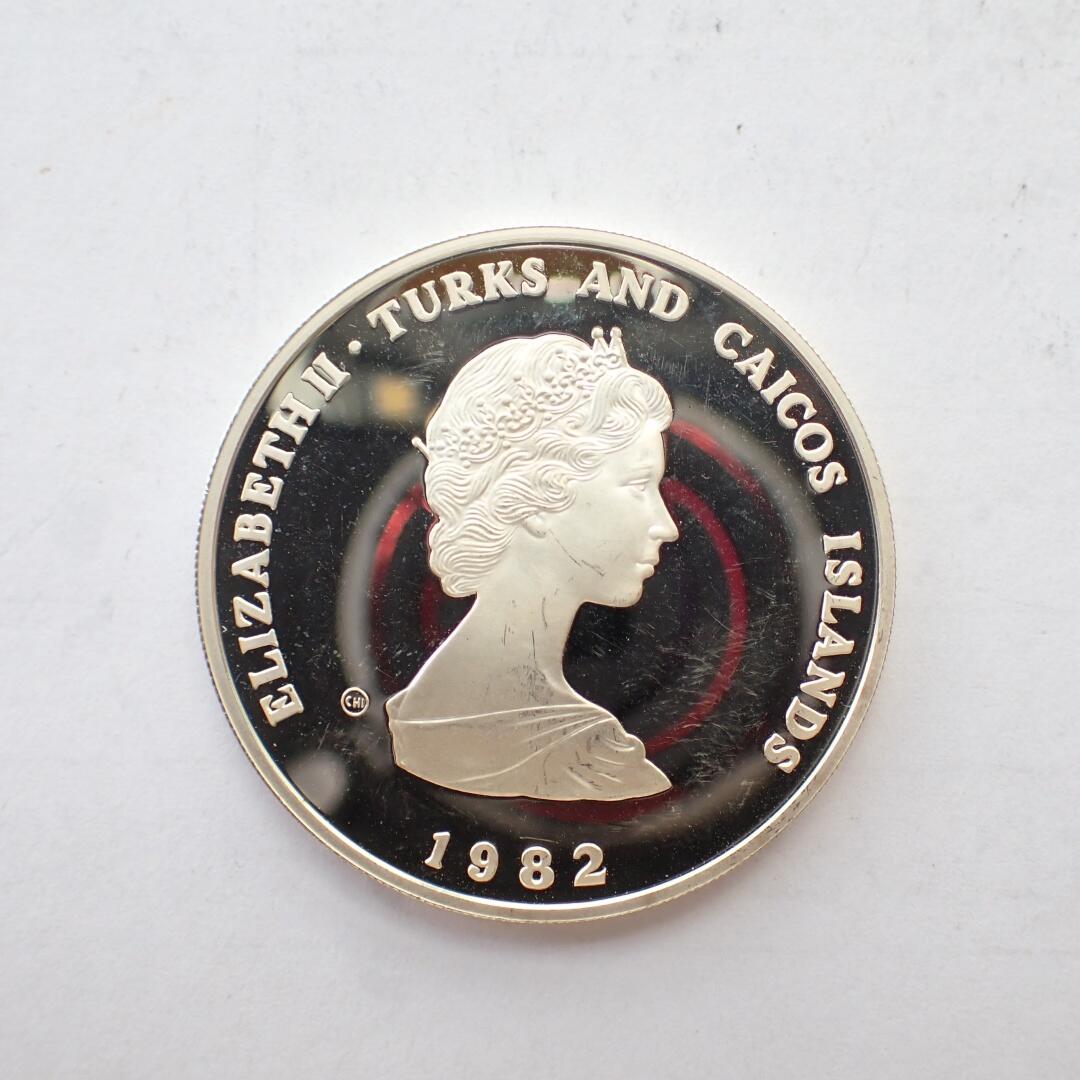 ELIZABETH II · TURKS AND CAICOS ISLANDS
CHI
1982